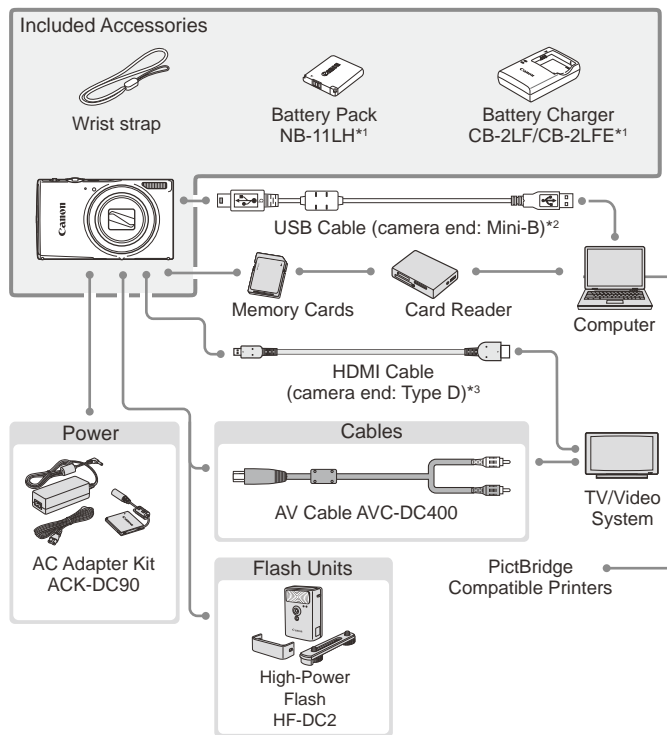 Included Accessories
Wrist strap
Battery Pack
NB-11LH*1
Battery Charger
CB-2LF/CB-2LFE*1
Canon
USB Cable (camera end: Mini-B)*2
Memory Cards
Card Reader
Computer
HDMI Cable
(camera end: Type D)*3
Power
AC Adapter Kit
ACK-DC90
Cables
AV Cable AVC-DC400
TV/Video
System
Flash Units
High-Power
Flash
HF-DC2
PictBridge
Compatible Printers